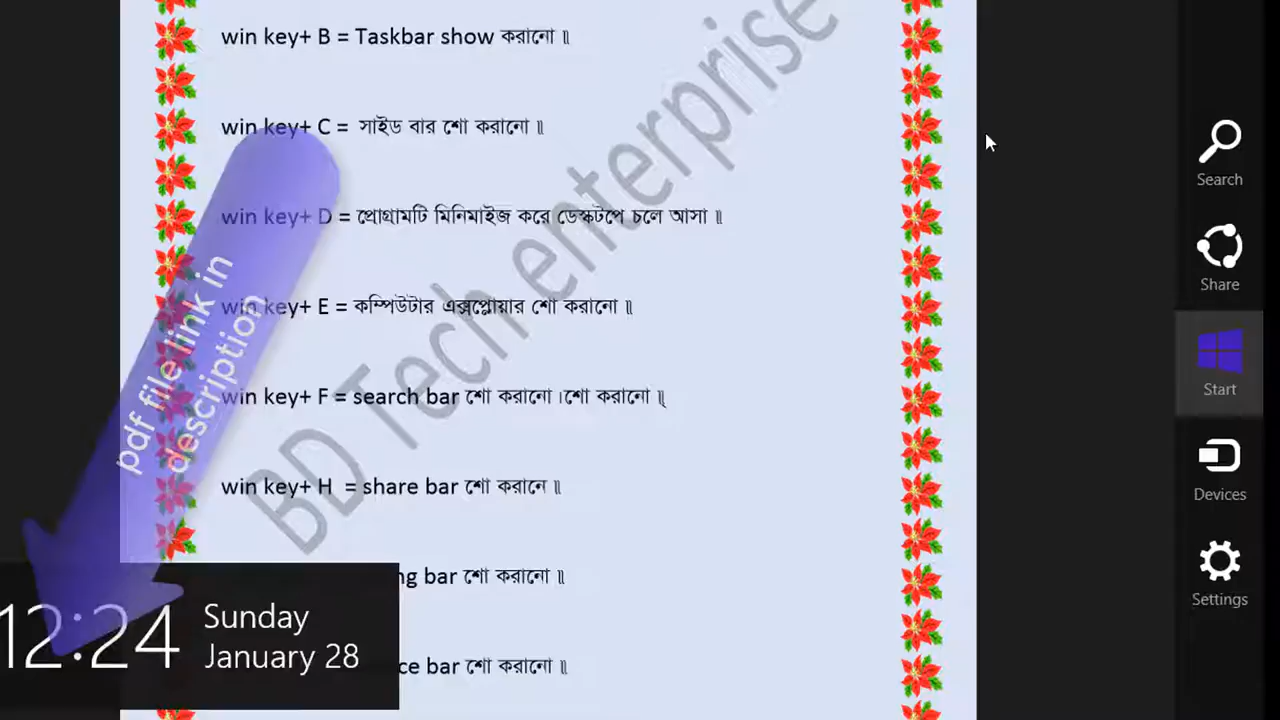 win key+ B = Taskbar show করানো ॥
win key+ C = সাইড বার শো করানো ॥
win key+ D = প্রোগ্রামটি মিনিমাইজ করে ডেস্কটপে চলে আসা ॥
win key+ E = কম্পিউটার এক্সপ্লোয়ার শো করানো ॥
win key+ F = search bar শো করানো ।শো করানো ॥
win key+ H = share bar শো করানে ॥
ng bar শো করানো ॥
ce bar শো করানো ॥
BD Tech enterprise
pdf file link in
description
12:24
Sunday
January 28
Search
Share
Start
Devices
Settings